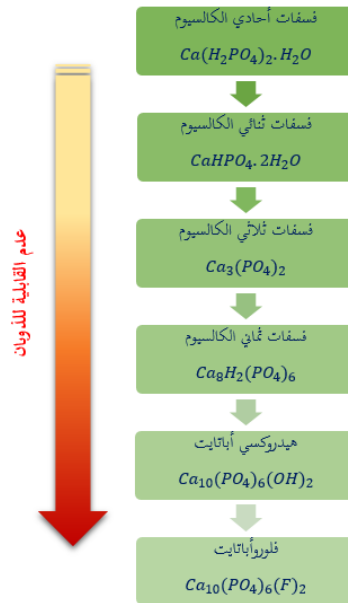 فسفات أحادي الكالسيوم
Ca(H₂PO₄)₂.H₂O
فسفات ثنائي الكالسيوم
CaHPO₄.2H₂O
فسفات ثلاثي الكالسيوم
Ca₃(PO₄)₂
فسفات ثماني الكالسيوم
Ca₈H₂(PO₄)₆
هيدروكسي أباتايت
Ca₁₀(PO₄)₆(OH)₂
فلوروأباتايت
Ca₁₀(PO₄)₆(F)₂
عدم القابلية للذوبان